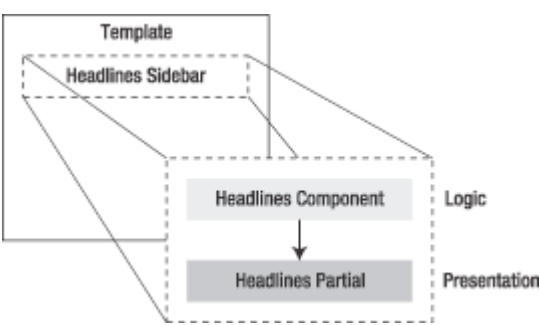 Template
Headlines Sidebar
Headlines Component
Logic
Headlines Partial
Presentation